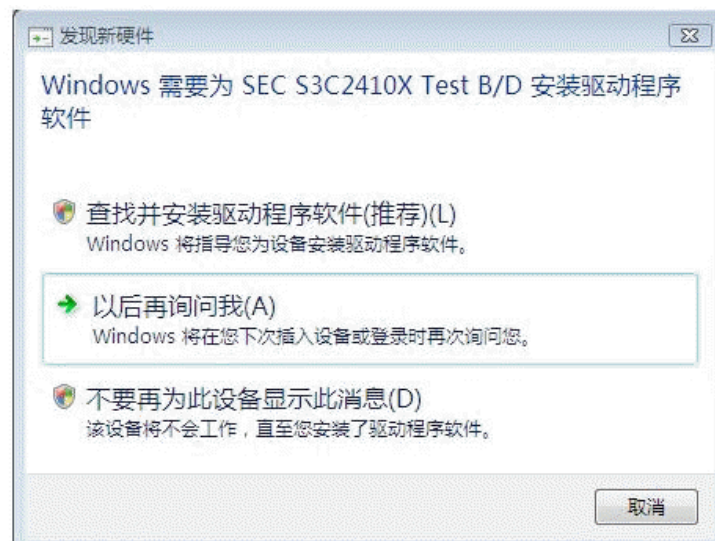 发现新硬件
Windows 需要为 SEC S3C2410X Test B/D 安装驱动程序
软件
查找并安装驱动程序软件(推荐)(L)
Windows 将指导您为设备安装驱动程序软件。
以后再询问我(A)
Windows 将在您下次插入设备或登录时再次询问您。
不要再为此设备显示此消息(D)
该设备将不会工作，直至您安装了驱动程序软件。
取消